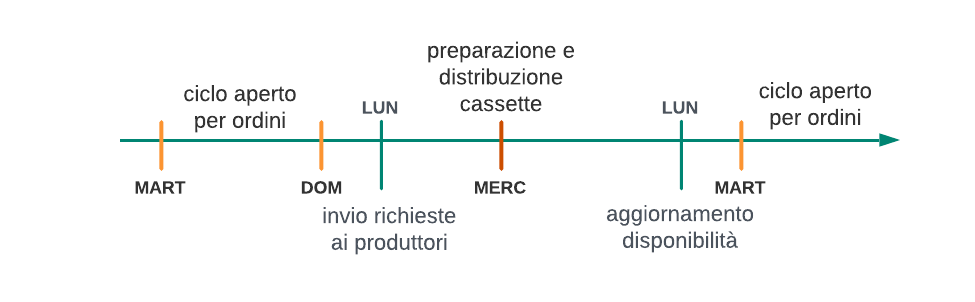 preparazione e
distribuzione
cassette
ciclo aperto
per ordini
LUN
LUN
ciclo aperto
per ordini
MART
DOM
MERC
MART
invio richieste
ai produttori
aggiornamento
disponibilità